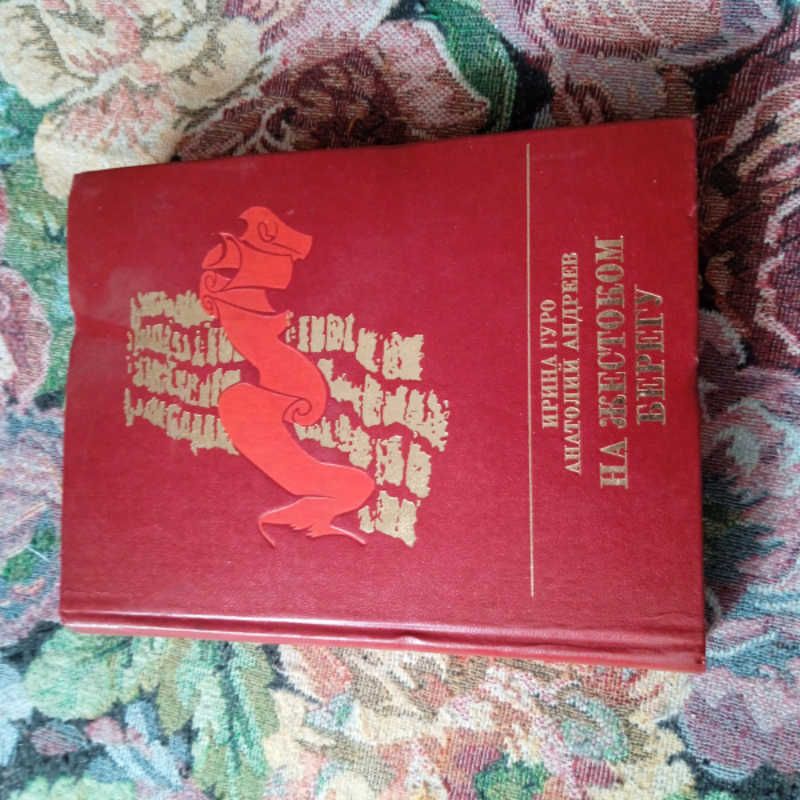 ИРИНА ГУРО
АНАТОЛИЙ АНДРЕЕВ
НА ЖЕСТОКОМ
БЕРЕГУ